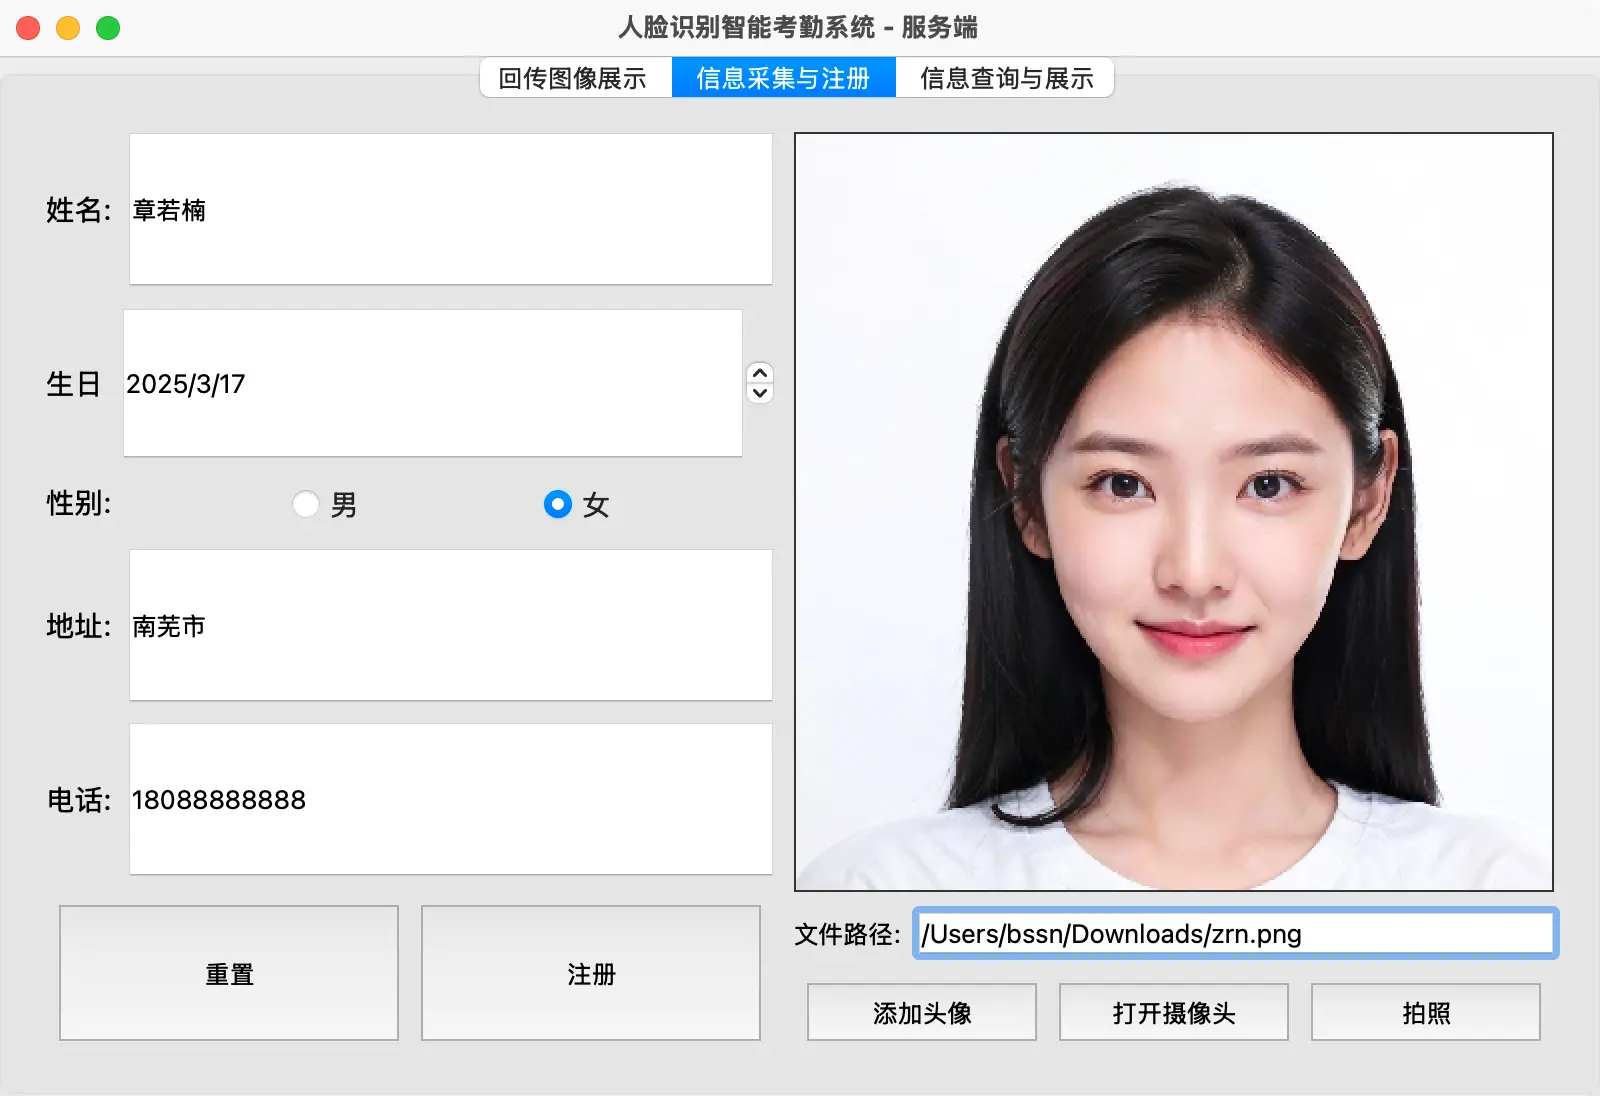 人脸识别智能考勤系统 - 服务端
回传图像展示
信息采集与注册
信息查询与展示
姓名: 章若楠
生日 2025/3/17
性别: 男 女
地址: 南芜市
电话: 18088888888
重置
注册
文件路径: /Users/bssn/Downloads/zrn.png
添加头像
打开摄像头
拍照